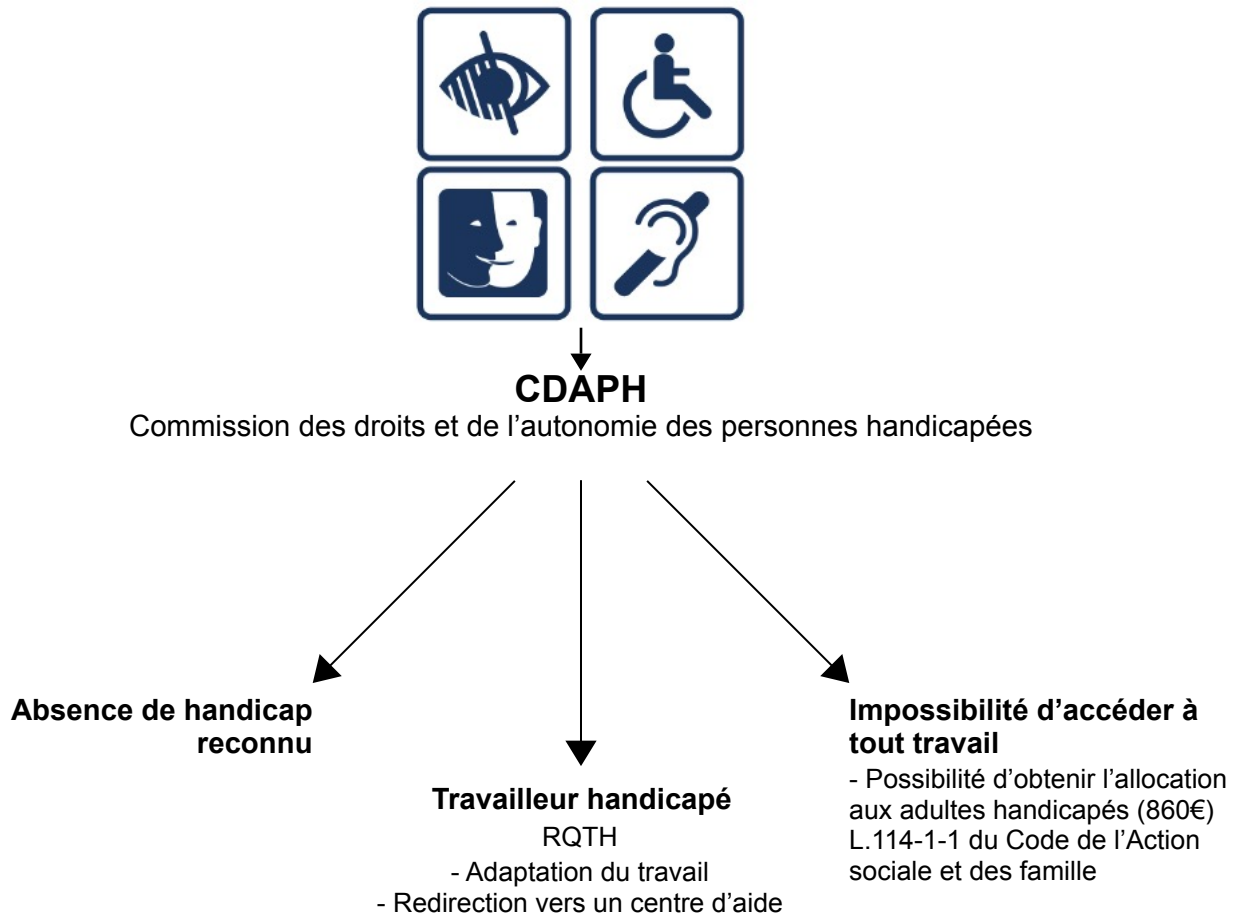 CDAPH
Commission des droits et de l’autonomie des personnes handicapées
Absence de handicap
reconnu
Travailleur handicapé
RQTH
- Adaptation du travail
- Redirection vers un centre d’aide
Impossibilité d’accéder à
tout travail
- Possibilité d’obtenir l’allocation
aux adultes handicapés (860€)
L.114-1-1 du Code de l’Action
sociale et des famille